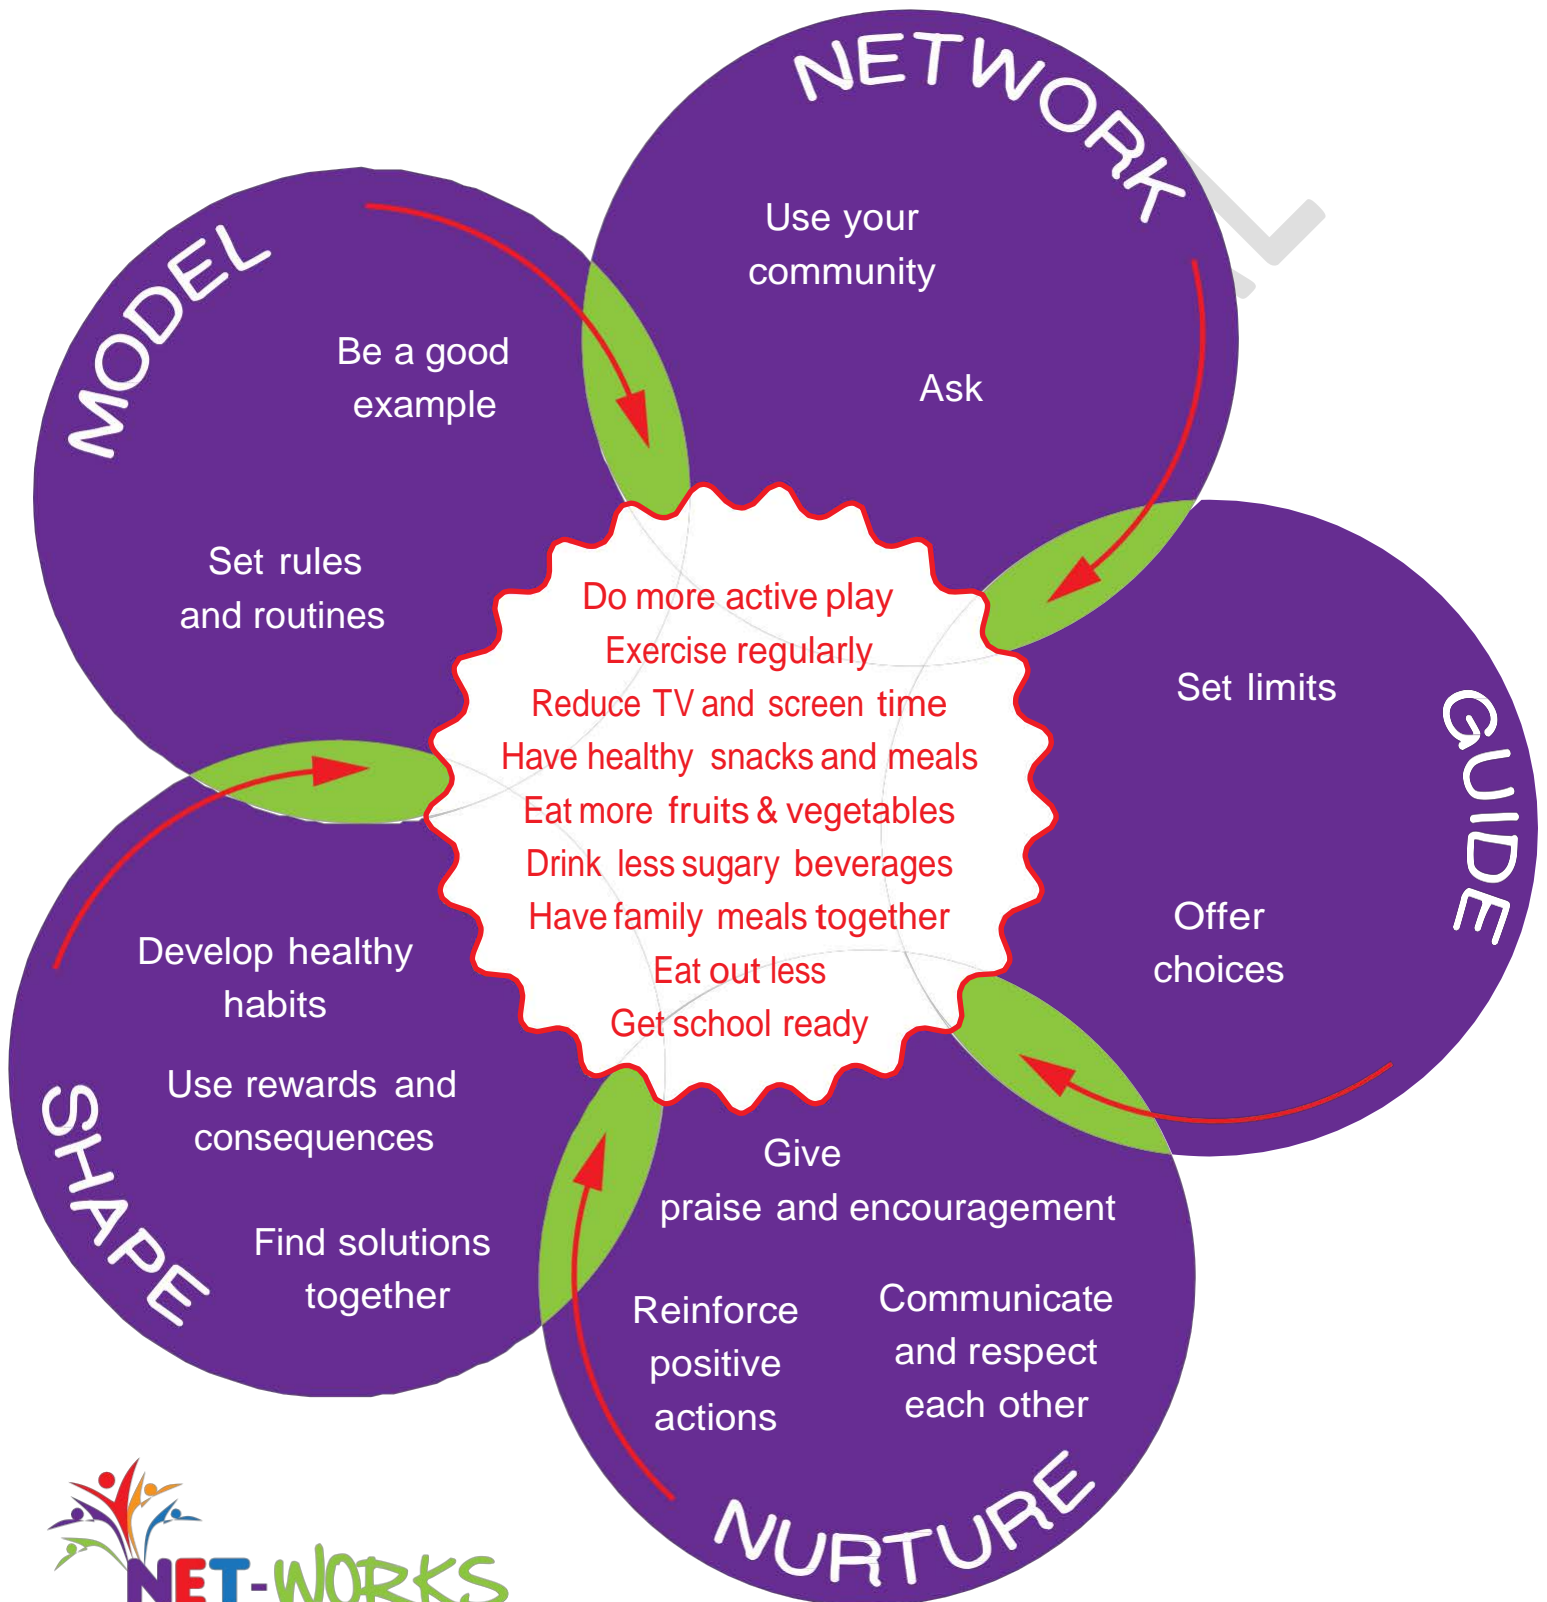 NETWORK
Use your
community
Ask
MODEL
Be a good
example
Set rules
and routines
Do more active play
Exercise regularly
Reduce TV and screen time
Have healthy snacks and meals
Eat more fruits & vegetables
Drink less sugary beverages
Have family meals together
Eat out less
Get school ready
GUIDE
Set limits
Offer
choices
SHAPE
Develop healthy
habits
Use rewards and
consequences
Find solutions
together
Give
praise and encouragement
Reinforce
positive
actions
Communicate
and respect
each other
NURTURE
NET-WORKS